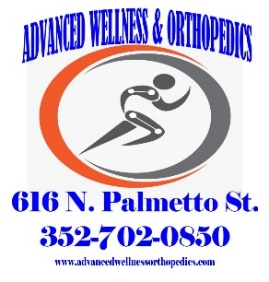 ADVANCED WELLNESS & ORTHOPEDICS
616 N. Palmetto St.
352-702-0850
www.advancedwellnessorthopedics.com